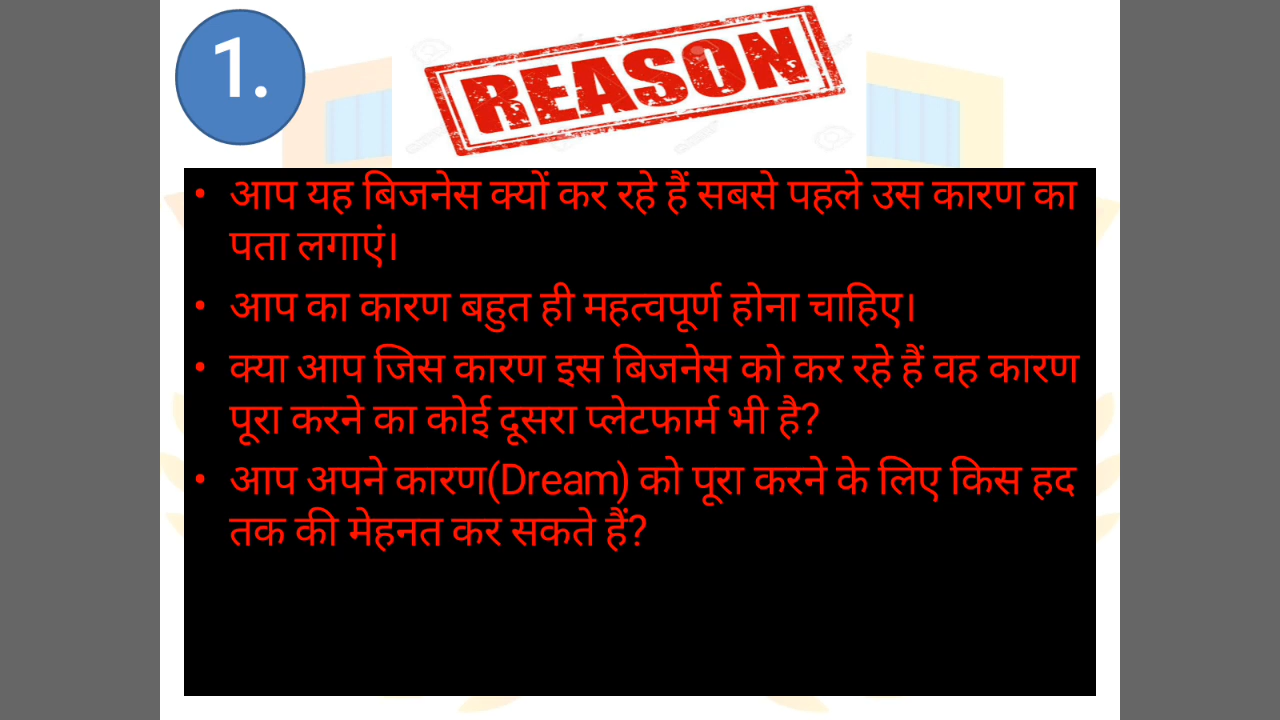 1.
REASON
• आप यह बिजनेस क्यों कर रहे हैं सबसे पहले उस कारण का
पता लगाएं।
• आप का कारण बहुत ही महत्वपूर्ण होना चाहिए।
• क्या आप जिस कारण इस बिजनेस को कर रहे हैं वह कारण
पूरा करने का कोई दूसरा प्लेटफार्म भी है?
• आप अपने कारण(Dream) को पूरा करने के लिए किस हद
तक की मेहनत कर सकते हैं?